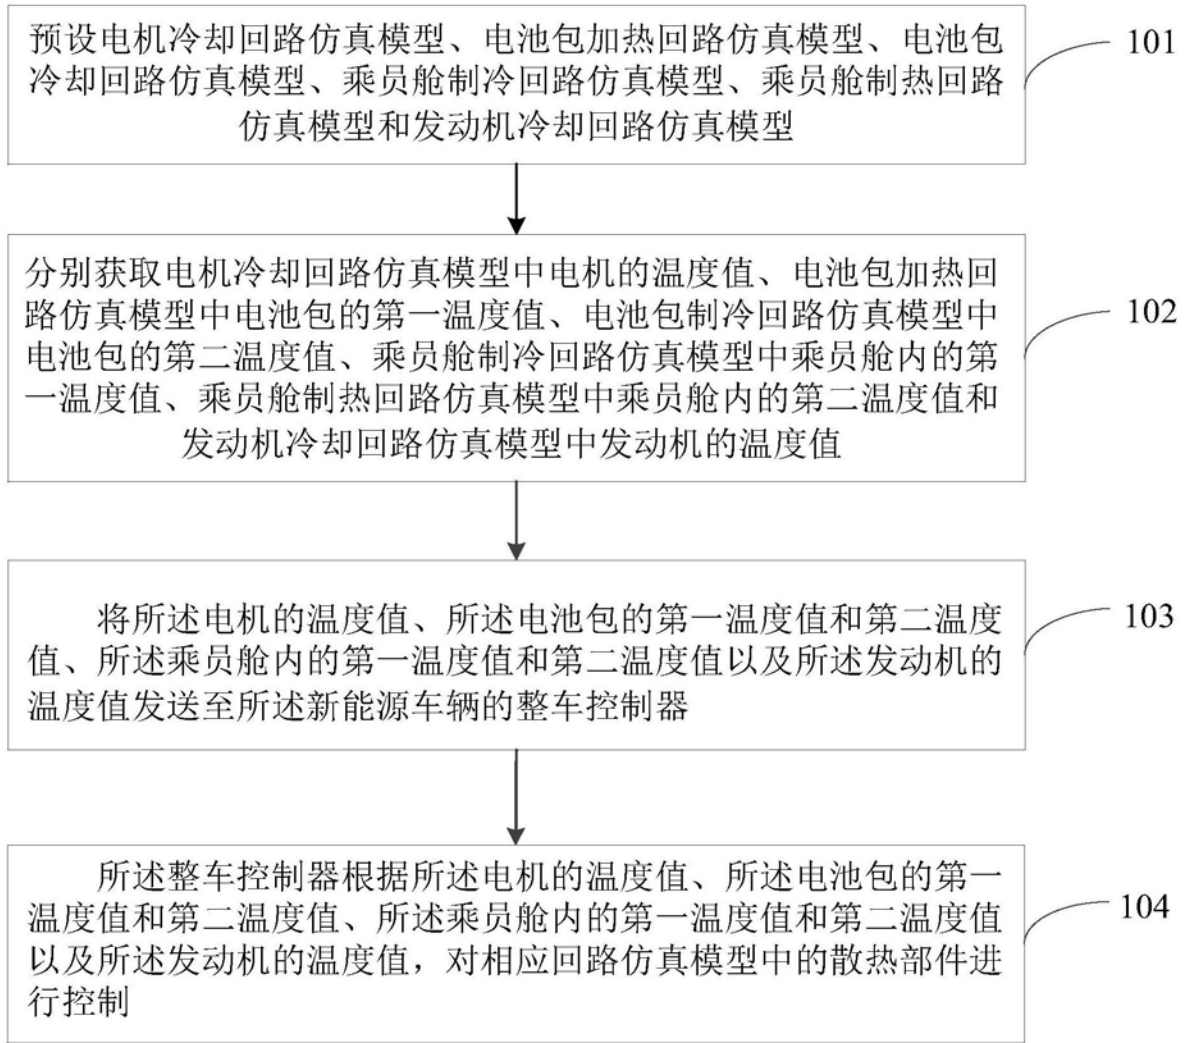 预设电机冷却回路仿真模型、电池包加热回路仿真模型、电池包
冷却回路仿真模型、乘员舱制冷回路仿真模型、乘员舱制热回路
仿真模型和发动机冷却回路仿真模型
101
分别获取电机冷却回路仿真模型中电机的温度值、电池包加热回
路仿真模型中电池包的第一温度值、电池包制冷回路仿真模型中
电池包的第二温度值、乘员舱制冷回路仿真模型中乘员舱内的第
一温度值、乘员舱制热回路仿真模型中乘员舱内的第二温度值和
发动机冷却回路仿真模型中发动机的温度值
102
将所述电机的温度值、所述电池包的第一温度值和第二温度
值、所述乘员舱内的第一温度值和第二温度值以及所述发动机的
温度值发送至所述新能源车辆的整车控制器
103
所述整车控制器根据所述电机的温度值、所述电池包的第一
温度值和第二温度值、所述乘员舱内的第一温度值和第二温度值
以及所述发动机的温度值，对相应回路仿真模型中的散热部件进
行控制
104